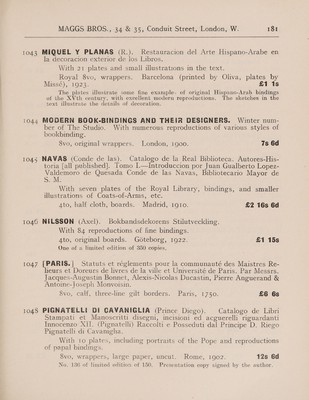 MAGGS BROS., 34 & 35, Conduit Street, London, W. 181
1043 MIQUEL Y PLANAS (R.). Restauracion del Arte Hispano-Arabe en
la decoracion exterior de los Libros.
With 21 plates and small illustrations in the text.
Royal 8vo, wrappers. Barcelona (printed by Oliva, plates by
Missé), 1923. £1 1s
The plates illustrate some fine examples of original Hispano-Arab bindings
of the XVth century, with excellent modern reproductions. The sketches in the
text illustrate the details of decoration.
1044 MODERN BOOK-BINDINGS AND THEIR DESIGNERS. Winter num-
ber of The Studio. With numerous reproductions of various styles of
bookbinding.
8vo, original wrappers. London, 1900. 7s 6d
1045 NAVAS (Conde de las). Catalogo de la Real Biblioteca. Autores-His-
toria [all published]. Tomo I.—Introduccion por Juan Gualberto Lopez-
Valdemoro de Quesada Conde de las Navas, Bibliotecario Mayor de
S. M.
With seven plates of the Royal Library, bindings, and smaller
illustrations of Coats-of-Arms, etc.
4to, half cloth, boards. Madrid, 1910. £2 16s 6d
1046 NILSSON (Axel). Bokbandsdekorens Stilutveckling.
With 84 reproductions of fine bindings.
4to, original boards. Göteborg, 1922. £1 15s
One of a limited edition of 350 copies.
1047 [PARIS.] Statuts et réglements pour la communauté des Maistres Re-
lieurs et Doreurs de livres de la ville et Université de Paris. Par Messrs.
Jacques-Augustin Bonnet, Alexis-Nicolas Ducastin, Pierre Anguerand &
Antoine-Joseph Monvoisin.
8vo, calf, three-line gilt borders. Paris, 1750. £6 6s
1048 PIGNATELLI DI CAVANIGLIA (Prince Diego). Catalogo de Libri
Stampati et Manoscritti disegni, incisioni ed acquerelli riguardanti
Innocenzo XII. (Pignatelli) Raccolti e Posseduti dal Principe D. Riego
Pignatelli di Cavaniglia.
With 10 plates, including portraits of the Pope and reproductions
of papal bindings.
8vo, wrappers, large paper, uncut. Rome, 1902. 12s 6d
No. 130 of limited edition of 150. Presentation copy signed by the author.